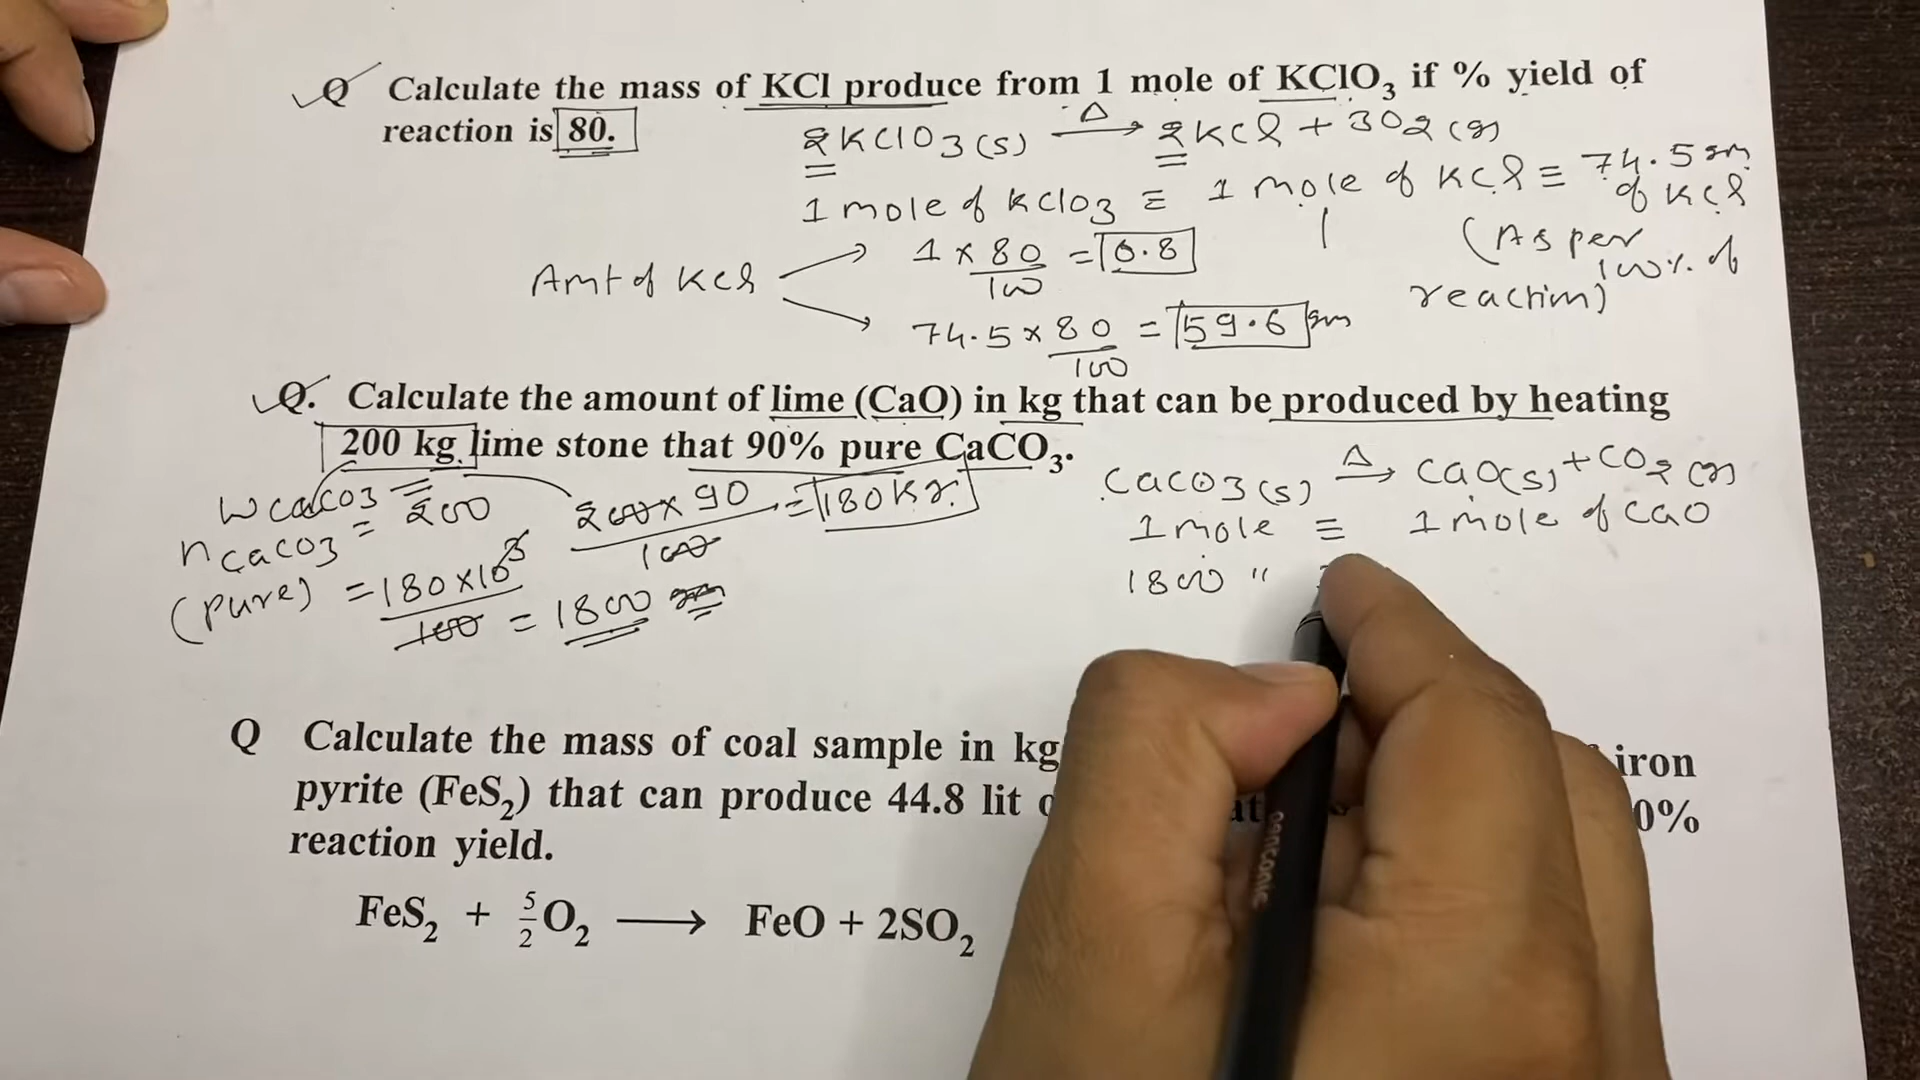 Q Calculate the mass of KCl produce from 1 mole of KClO₃ if % yield of
reaction is 80.
2KClO3(s) Δ→ 2KCl + 3O2(g)
1 mole of KClO3 ≡ 1 mole of KCl ≡ 74.5 gm
of KCl
(As per
100% of
reaction)
Amt of KCl
1 × 80/100 = 0.8
74.5 × 80/100 = 59.6 gm
Q. Calculate the amount of lime (CaO) in kg that can be produced by heating
200 kg lime stone that 90% pure CaCO₃.
CaCO3(s) Δ→ CaO(s) + CO2(g)
1 mole ≡ 1 mole of CaO
1800 "
WCaCO3 = 200
200 × 90/100 = 180 kg.
nCaCO3
(pure) = 180×10³/100 = 1800
Q Calculate the mass of coal sample in kg iron
pyrite (FeS₂) that can produce 44.8 lit 0%
reaction yield.
FeS₂ + 5/2 O₂ ⟶ FeO + 2SO₂
panasonic